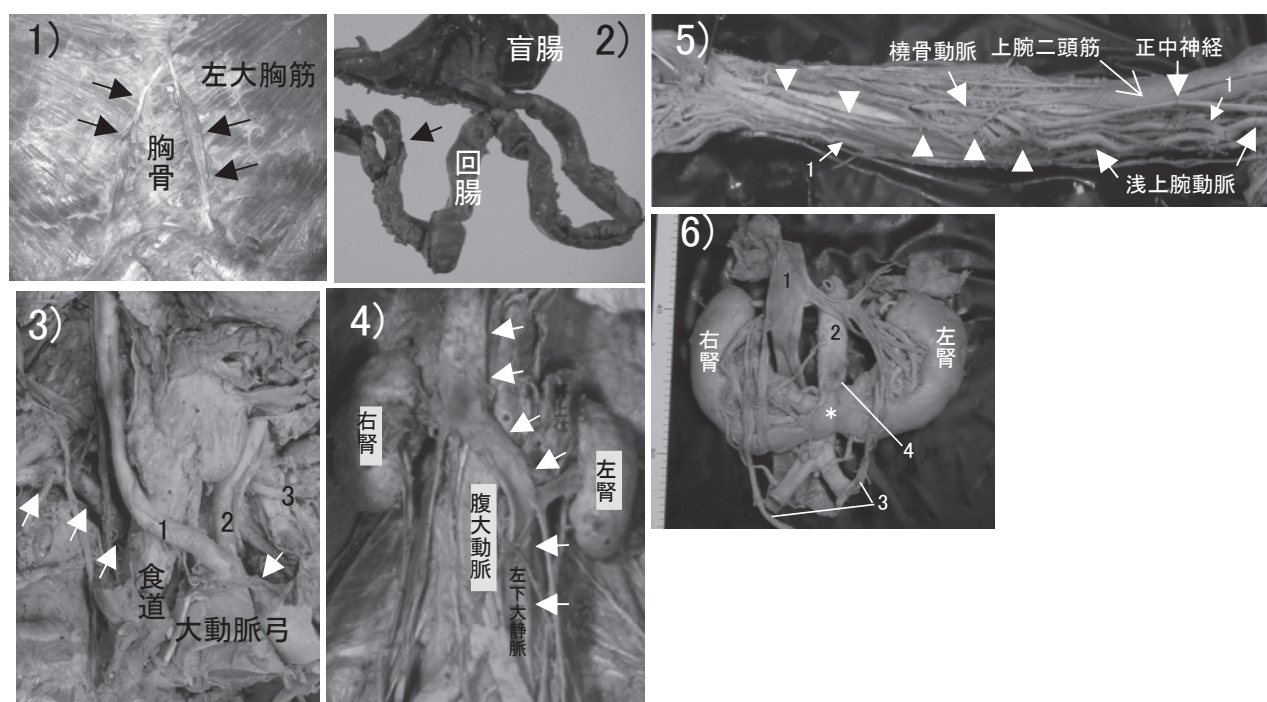 1)
左大胸筋
胸骨
2)
盲腸
回腸
3)
1
2
3
食道
大動脈弓
4)
右腎
左腎
腹大動脈
左下大静脈
5)
橈骨動脈
上腕二頭筋
正中神経
1
1
浅上腕動脈
6)
1
2
右腎
左腎
*
4
3